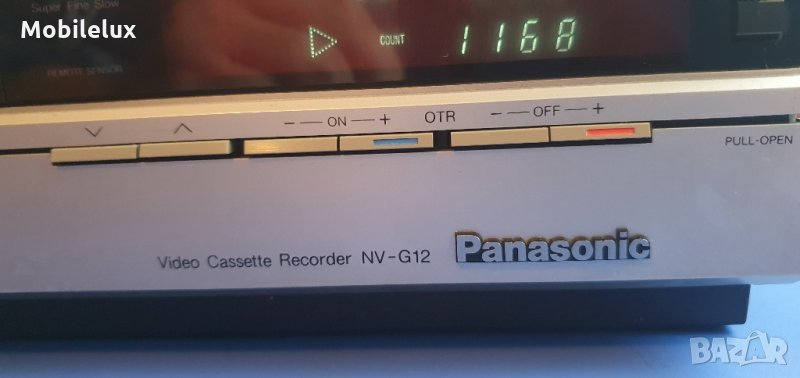 Super Fine Slow
Mobilelux
COUNT 1168
REMOTE SENSOR
- ON + OTR - OFF +
PULL-OPEN
Video Cassette Recorder NV-G12 Panasonic
BAZAR